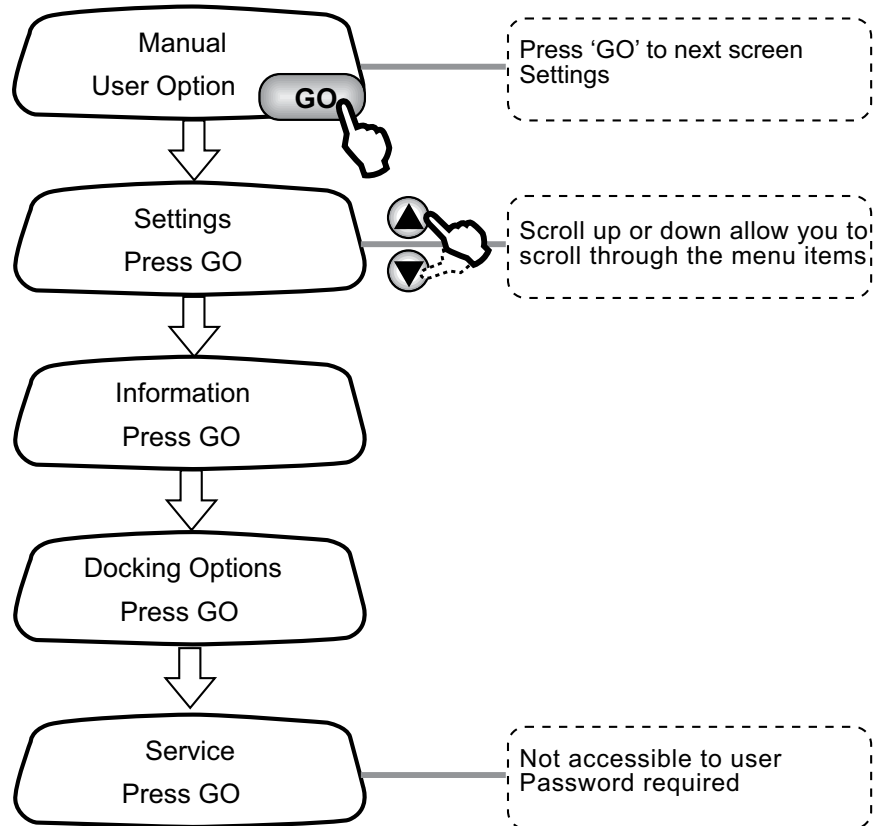 Manual
User Option
GO
Press ‘GO’ to next screen
Settings
Settings
Press GO
Scroll up or down allow you to
scroll through the menu items
Information
Press GO
Docking Options
Press GO
Service
Press GO
Not accessible to user
Password required